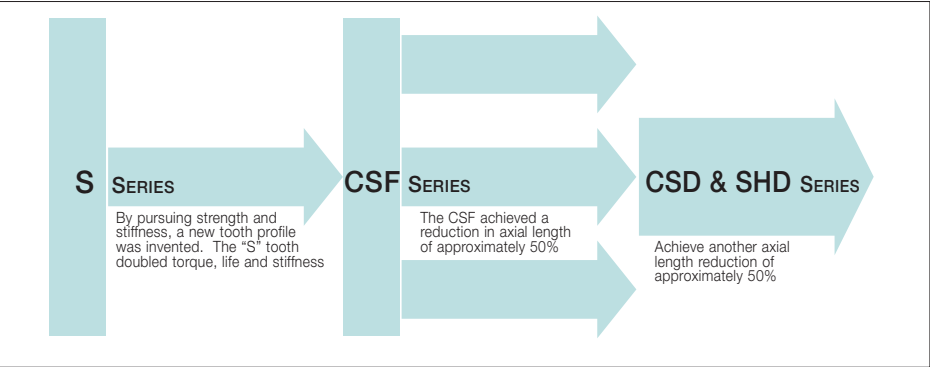 S SERIES
By pursuing strength and
stiffness, a new tooth profile
was invented. The “S” tooth
doubled torque, life and stiffness
CSF SERIES
The CSF achieved a
reduction in axial length
of approximately 50%
CSD & SHD SERIES
Achieve another axial
length reduction of
approximately 50%